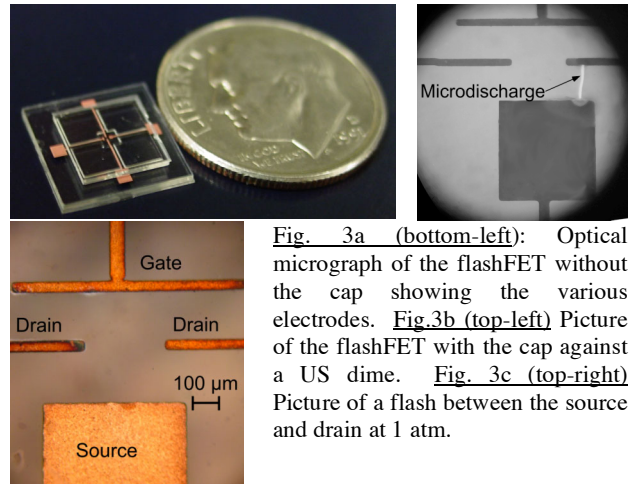 LIBERTY
Microdischarge
Gate
Drain
Drain
100 μm
Source
Fig. 3a (bottom-left): Optical
micrograph of the flashFET without
the cap showing the various
electrodes. Fig.3b (top-left) Picture
of the flashFET with the cap against
a US dime. Fig. 3c (top-right)
Picture of a flash between the source
and drain at 1 atm.